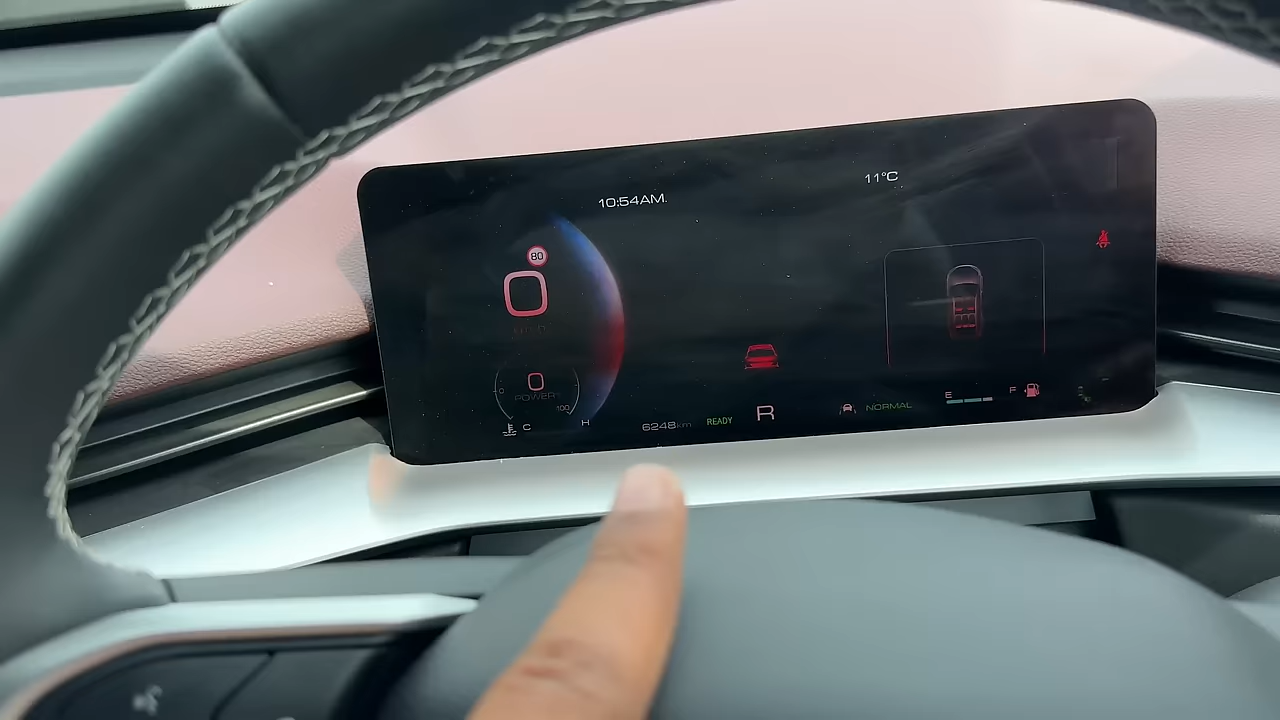 10:54AM.
11°C
80
0
0
POWER
100
E
C
H
6248km
READY
R
NORMAL
E
F